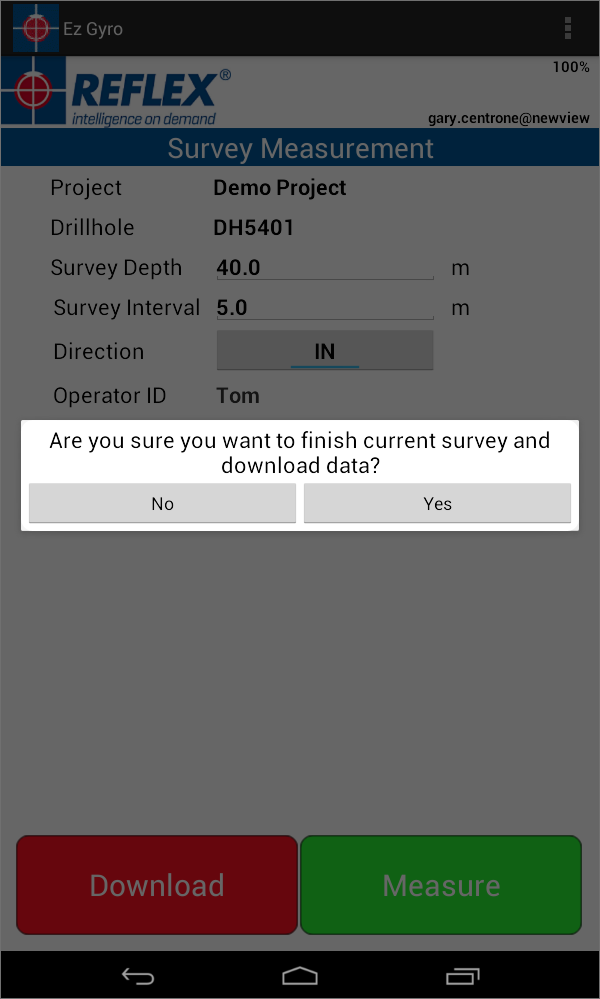 Ez Gyro
100%
REFLEX®
intelligence on demand
gary.centrone@newview
Survey Measurement
Project Demo Project
Drillhole DH5401
Survey Depth 40.0 m
Survey Interval 5.0 m
Direction IN
Operator ID Tom
Are you sure you want to finish current survey and
download data?
No Yes
Download Measure